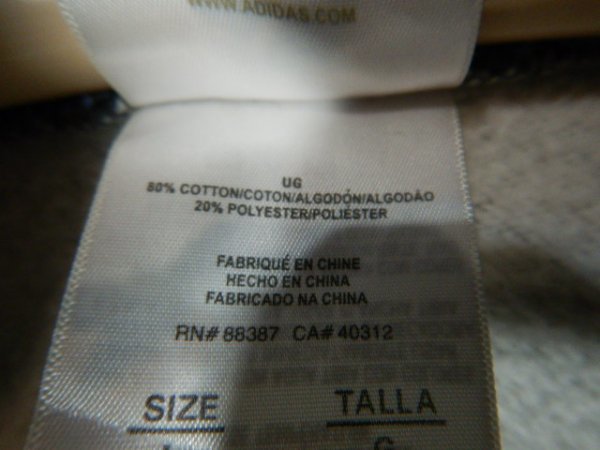 WWW.ADIDAS.COM
UG
80% COTTON/COTON/ALGODÓN/ALGODÃO
20% POLYESTER/POLIÉSTER
FABRIQUÉ EN CHINE
HECHO EN CHINA
FABRICADO NA CHINA
RN# 88387 CA# 40312
SIZE TALLA